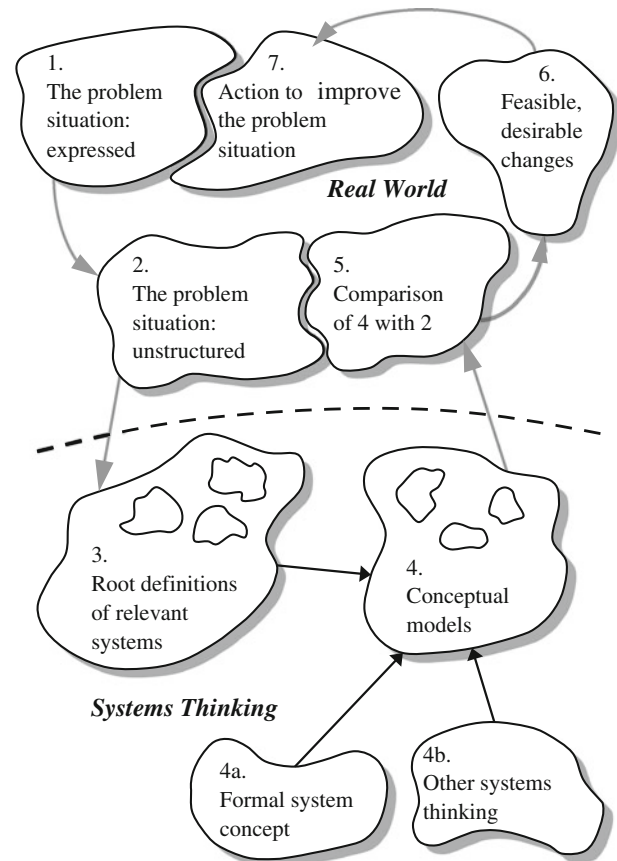 1.
The problem
situation:
expressed
7.
Action to improve
the problem
situation
6.
Feasible,
desirable
changes
Real World
2.
The problem
situation:
unstructured
5.
Comparison
of 4 with 2
3.
Root definitions
of relevant
systems
4.
Conceptual
models
Systems Thinking
4a.
Formal system
concept
4b.
Other systems
thinking